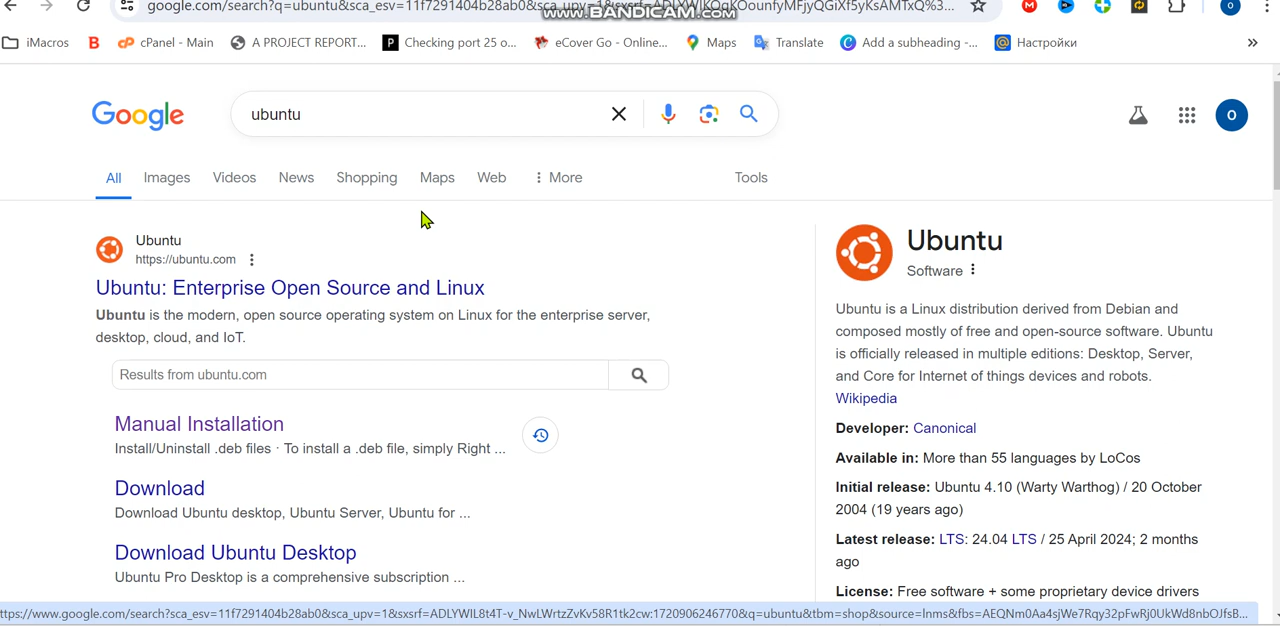 google.com/search?q=ubuntu&sca_esv=11f7291404b28ab0&sca_upv=1&sxsrf=ADLYWIJKQqKOounfyMFjyQGiXf5yKsAMTxQ%3...
www.BANDICAM.com
iMacros
cPanel - Main
A PROJECT REPORT...
Checking port 25 o...
eCover Go - Online...
Maps
Translate
Add a subheading -...
Настройки
»
Google
ubuntu
O
All Images Videos News Shopping Maps Web More Tools
Ubuntu
https://ubuntu.com
Ubuntu: Enterprise Open Source and Linux
Ubuntu is the modern, open source operating system on Linux for the enterprise server,
desktop, cloud, and IoT.
Results from ubuntu.com
Manual Installation
Install/Uninstall .deb files · To install a .deb file, simply Right ...
Download
Download Ubuntu desktop, Ubuntu Server, Ubuntu for ...
Download Ubuntu Desktop
Ubuntu Pro Desktop is a comprehensive subscription ...
Ubuntu
Software
Ubuntu is a Linux distribution derived from Debian and
composed mostly of free and open-source software. Ubuntu
is officially released in multiple editions: Desktop, Server,
and Core for Internet of things devices and robots.
Wikipedia
Developer: Canonical
Available in: More than 55 languages by LoCos
Initial release: Ubuntu 4.10 (Warty Warthog) / 20 October
2004 (19 years ago)
Latest release: LTS: 24.04 LTS / 25 April 2024; 2 months
ago
License: Free software + some proprietary device drivers
ttps://www.google.com/search?sca_esv=11f7291404b28ab0&sca_upv=1&sxsrf=ADLYWIL8t4T-v_NwLWrtzZvKv58R1tk2cw:1720906246770&q=ubuntu&tbm=shop&source=lnms&fbs=AEQNm0Aa4sjWe7Rqy32pFwRj0UkWd8nbOJfsB...